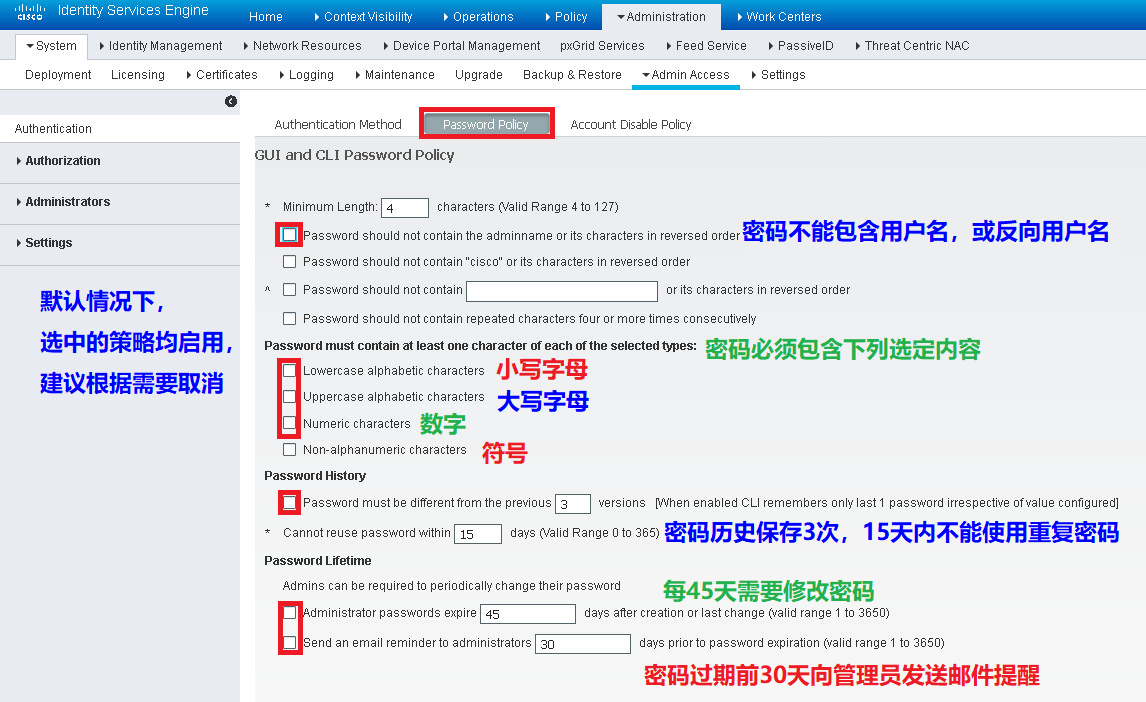 cisco Identity Services Engine Home Context Visibility Operations Policy Administration Work Centers
System Identity Management Network Resources Device Portal Management pxGrid Services Feed Service PassiveID Threat Centric NAC
Deployment Licensing Certificates Logging Maintenance Upgrade Backup & Restore Admin Access Settings
Authentication
Authorization
Administrators
Settings
默认情况下，
选中的策略均启用，
建议根据需要取消
Authentication Method Password Policy Account Disable Policy
GUI and CLI Password Policy
* Minimum Length: 4 characters (Valid Range 4 to 127)
Password should not contain the adminname or its characters in reversed order 密码不能包含用户名，或反向用户名
Password should not contain "cisco" or its characters in reversed order
^ Password should not contain or its characters in reversed order
Password should not contain repeated characters four or more times consecutively
Password must contain at least one character of each of the selected types: 密码必须包含下列选定内容
Lowercase alphabetic characters 小写字母
Uppercase alphabetic characters 大写字母
Numeric characters 数字
Non-alphanumeric characters 符号
Password History
Password must be different from the previous 3 versions [When enabled CLI remembers only last 1 password irrespective of value configured]
* Cannot reuse password within 15 days (Valid Range 0 to 365) 密码历史保存3次，15天内不能使用重复密码
Password Lifetime
Admins can be required to periodically change their password 每45天需要修改密码
Administrator passwords expire 45 days after creation or last change (valid range 1 to 3650)
Send an email reminder to administrators 30 days prior to password expiration (valid range 1 to 3650)
密码过期前30天向管理员发送邮件提醒